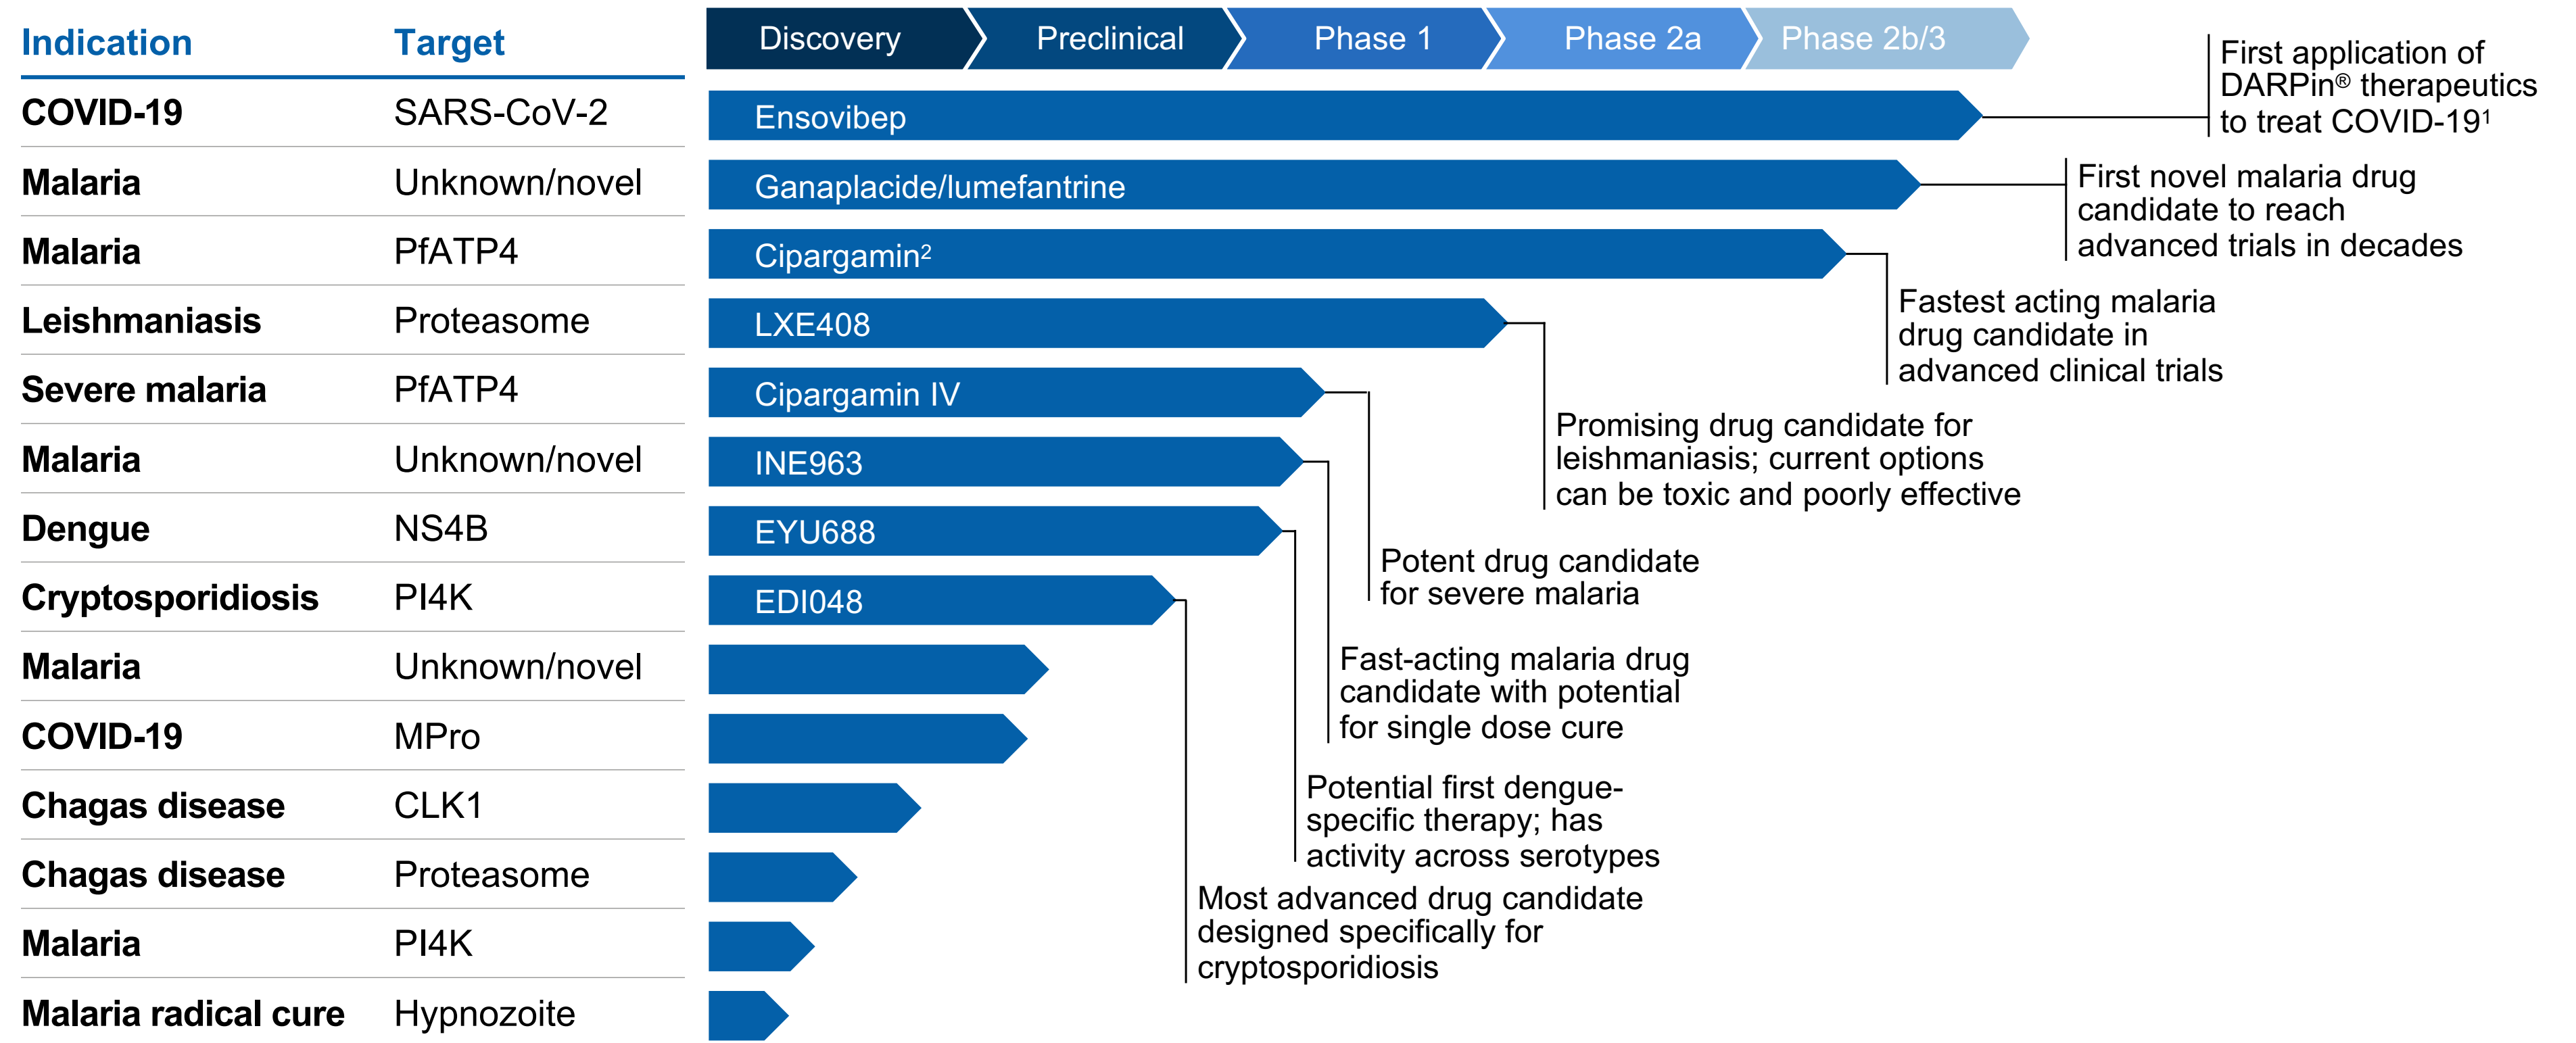 Indication Target Discovery Preclinical Phase 1 Phase 2a Phase 2b/3
COVID-19 SARS-CoV-2 Ensovibep
First application of
DARPin® therapeutics
to treat COVID-19¹
Malaria Unknown/novel Ganaplacide/lumefantrine
First novel malaria drug
candidate to reach
advanced trials in decades
Malaria PfATP4 Cipargamin²
Fastest acting malaria
drug candidate in
advanced clinical trials
Leishmaniasis Proteasome LXE408
Promising drug candidate for
leishmaniasis; current options
can be toxic and poorly effective
Severe malaria PfATP4 Cipargamin IV
Potent drug candidate
for severe malaria
Malaria Unknown/novel INE963
Fast-acting malaria drug
candidate with potential
for single dose cure
Dengue NS4B EYU688
Potential first dengue-
specific therapy; has
activity across serotypes
Cryptosporidiosis PI4K EDI048
Most advanced drug candidate
designed specifically for
cryptosporidiosis
Malaria Unknown/novel
COVID-19 MPro
Chagas disease CLK1
Chagas disease Proteasome
Malaria PI4K
Malaria radical cure Hypnozoite